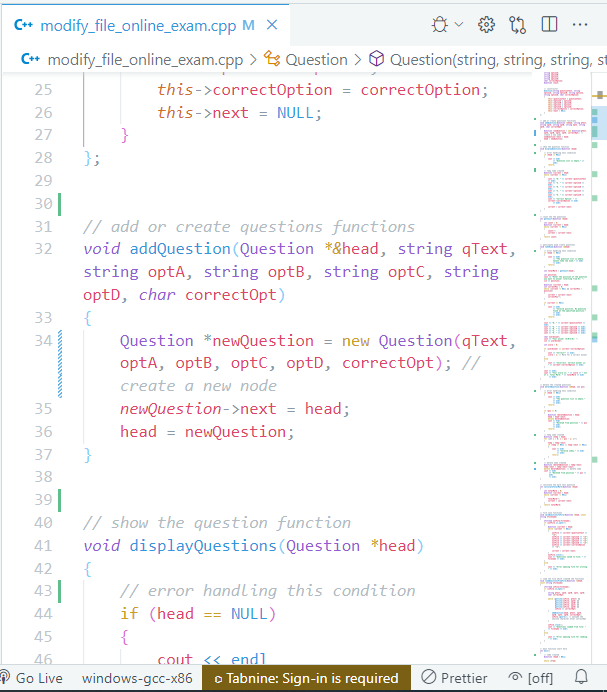 modify_file_online_exam.cpp M
modify_file_online_exam.cpp > Question > Question(string, string, string, st
25 this->correctOption = correctOption;
26 this->next = NULL;
27 }
28 };
29
30
31 // add or create questions functions
32 void addQuestion(Question *&head, string qText,
string optA, string optB, string optC, string
optD, char correctOpt)
33 {
34 Question *newQuestion = new Question(qText,
optA, optB, optC, optD, correctOpt); //
create a new node
35 newQuestion->next = head;
36 head = newQuestion;
37 }
38
39
40 // show the question function
41 void displayQuestions(Question *head)
42 {
43 // error handling this condition
44 if (head == NULL)
45 {
46 cout << endl
Go Live windows-gcc-x86 Tabnine: Sign-in is required Prettier [off]